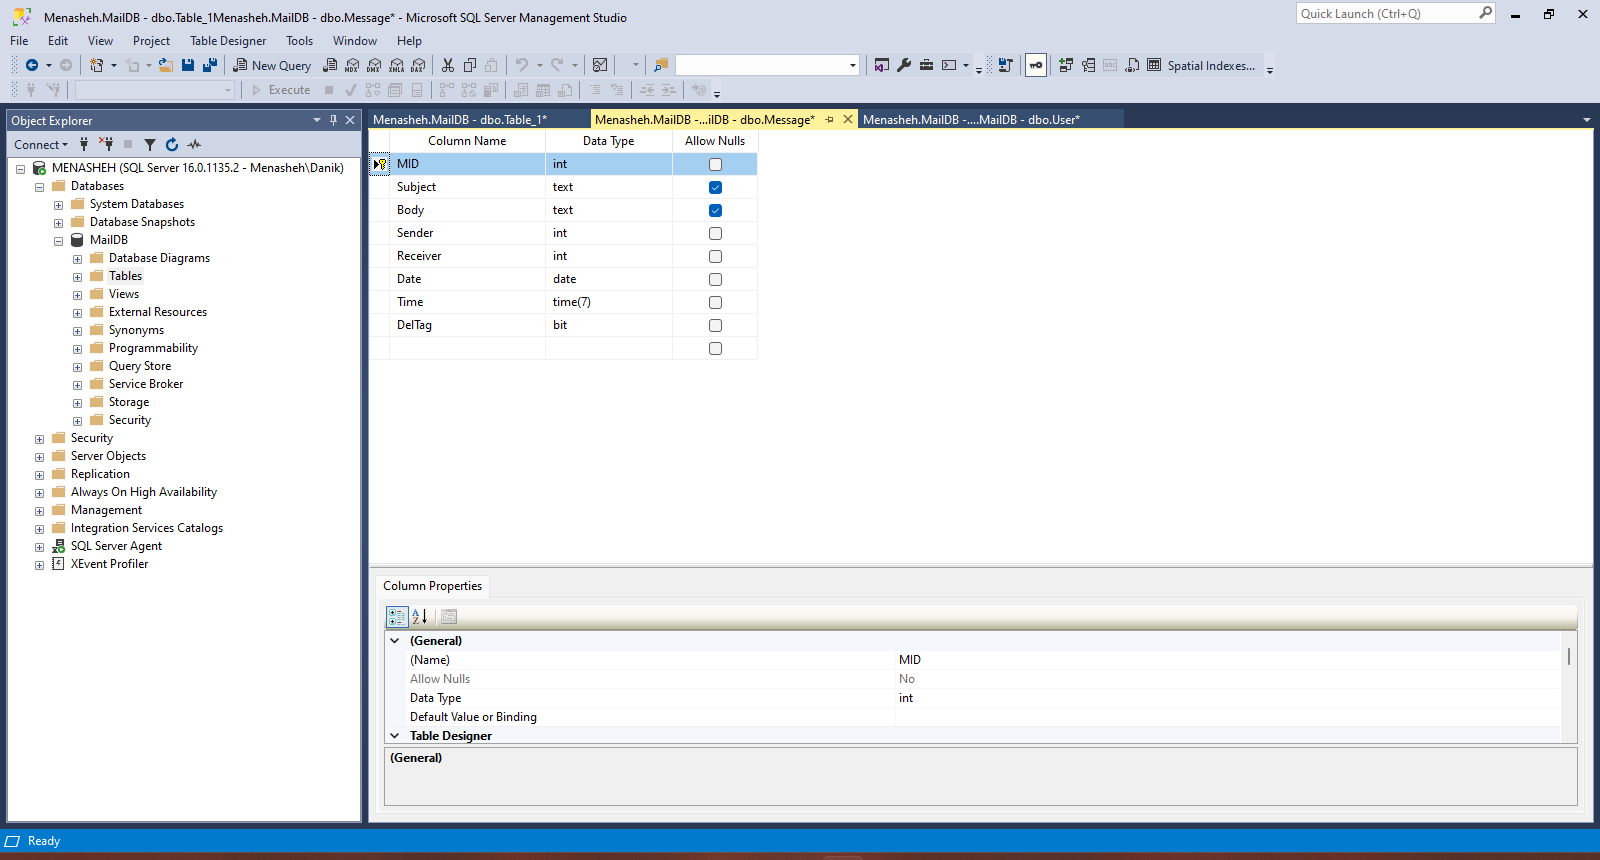 Menasheh.MailDB - dbo.Table_1Menasheh.MailDB - dbo.Message* - Microsoft SQL Server Management Studio
Quick Launch (Ctrl+Q)
File Edit View Project Table Designer Tools Window Help
New Query MDX DMX XMLA DAX Spatial Indexes...
Execute
Object Explorer
Connect
MENASHEH (SQL Server 16.0.1135.2 - Menasheh\Danik)
Databases
System Databases
Database Snapshots
MailDB
Database Diagrams
Tables
Views
External Resources
Synonyms
Programmability
Query Store
Service Broker
Storage
Security
Security
Server Objects
Replication
Always On High Availability
Management
Integration Services Catalogs
SQL Server Agent
XEvent Profiler
Menasheh.MailDB - dbo.Table_1* Menasheh.MailDB -...ilDB - dbo.Message* Menasheh.MailDB -....MailDB - dbo.User*
Column Name Data Type Allow Nulls
MID int
Subject text
Body text
Sender int
Receiver int
Date date
Time time(7)
DelTag bit
Column Properties
(General)
(Name) MID
Allow Nulls No
Data Type int
Default Value or Binding
Table Designer
(General)
Ready